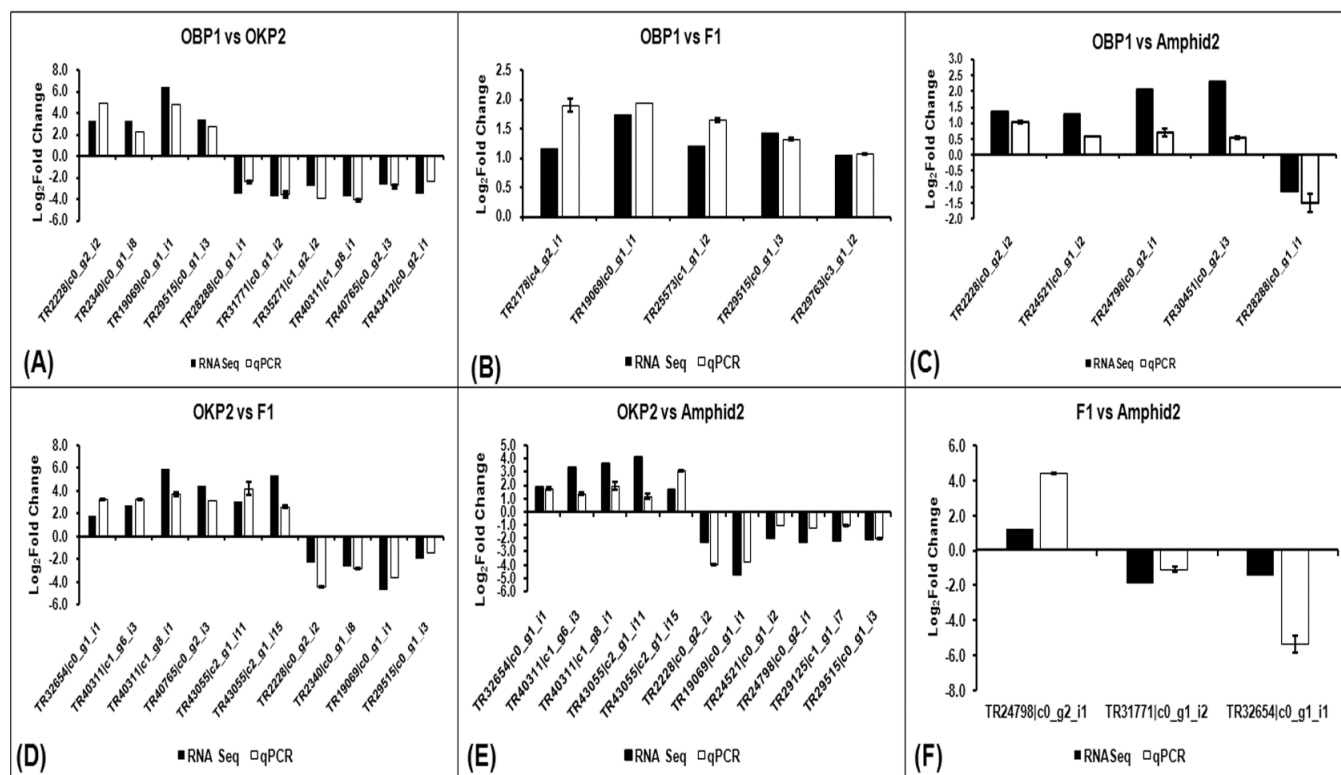 OBP1 vs OKP2
Log2Fold Change
8.0
6.0
4.0
2.0
0.0
-2.0
-4.0
-6.0
TR2228|c0_g2_i2
TR2340|c0_g1_i8
TR19069|c0_g1_i1
TR29515|c0_g1_i3
TR28288|c0_g1_i1
TR31771|c0_g1_i2
TR35271|c1_g2_i2
TR40311|c1_g8_i1
TR40765|c0_g2_i3
TR43412|c0_g2_i1
(A)
RNA Seq qPCR
OBP1 vs F1
Log2Fold Change
2.5
2.0
1.5
1.0
0.5
0.0
TR2178|c4_g2_i1
TR19069|c0_g1_i1
TR25573|c1_g1_i2
TR29515|c0_g1_i3
TR29763|c3_g1_i2
(B)
RNA Seq qPCR
OBP1 vs Amphid2
Log2Fold Change
3.0
2.5
2.0
1.5
1.0
0.5
0.0
-0.5
-1.0
-1.5
-2.0
TR2228|c0_g2_i2
TR24521|c0_g1_i2
TR24798|c0_g2_i1
TR30451|c0_g2_i3
TR28288|c0_g1_i1
(C)
RNA Seq qPCR
OKP2 vs F1
Log2Fold Change
8.0
6.0
4.0
2.0
0.0
-2.0
-4.0
-6.0
TR32654|c0_g1_i1
TR40311|c1_g6_i3
TR40311|c1_g8_i1
TR40765|c0_g2_i3
TR43055|c2_g1_i11
TR43055|c2_g1_i15
TR2228|c0_g2_i2
TR2340|c0_g1_i8
TR19069|c0_g1_i1
TR29515|c0_g1_i3
(D)
RNA Seq qPCR
OKP2 vs Amphid2
Log2Fold Change
5.0
4.0
3.0
2.0
1.0
0.0
-1.0
-2.0
-3.0
-4.0
-5.0
-6.0
TR32654|c0_g1_i1
TR40311|c1_g6_i3
TR40311|c1_g8_i1
TR43055|c2_g1_i11
TR43055|c2_g1_i15
TR2228|c0_g2_i2
TR19069|c0_g1_i1
TR24521|c0_g1_i2
TR24798|c0_g2_i1
TR29125|c1_g1_i7
TR29515|c0_g1_i3
(E)
RNA Seq qPCR
F1 vs Amphid2
Log2Fold Change
6.0
4.0
2.0
0.0
-2.0
-4.0
-6.0
-8.0
TR24798|c0_g2_i1 TR31771|c0_g1_i2 TR32654|c0_g1_i1
(F)
RNA Seq qPCR